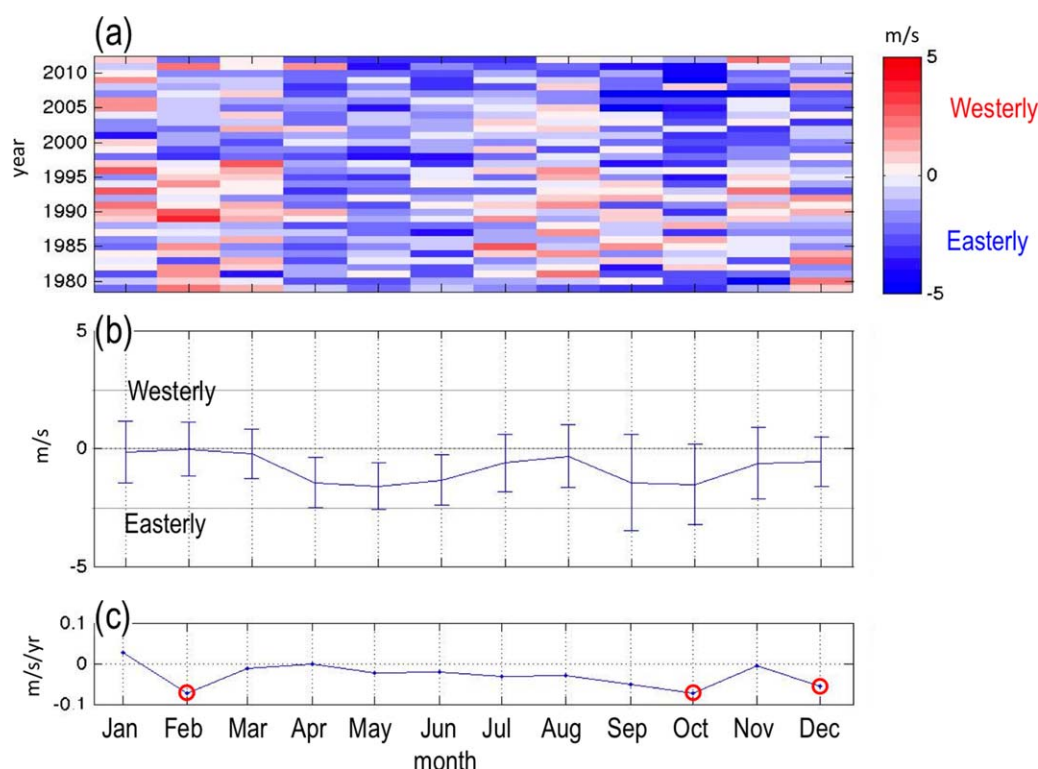 (a)
m/s
year
2010
2005
2000
1995
1990
1985
1980
5
0
-5
Westerly
Easterly
(b)
m/s
5
0
-5
Westerly
Easterly
(c)
m/s/yr
0.1
0
-0.1
Jan Feb Mar Apr May Jun Jul Aug Sep Oct Nov Dec
month